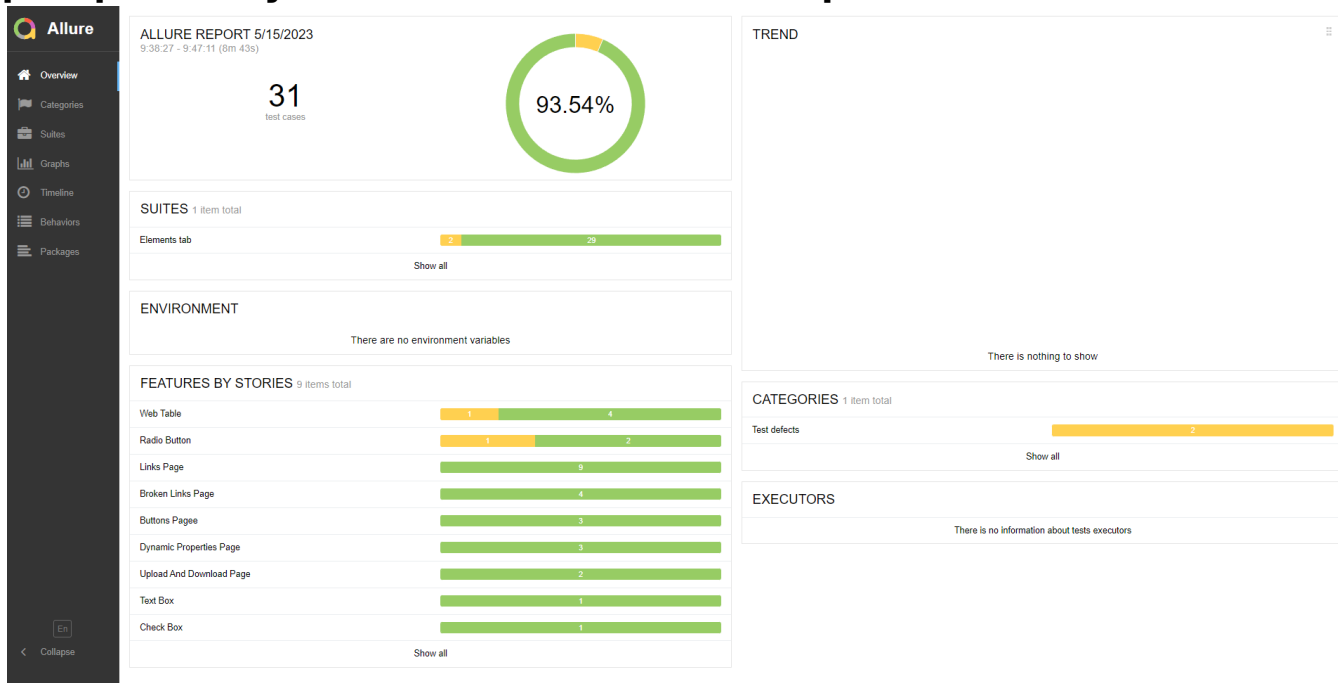 Allure
Overview
Categories
Suites
Graphs
Timeline
Behaviors
Packages
En
Collapse
ALLURE REPORT 5/15/2023
9:38:27 - 9:47:11 (8m 43s)
31
test cases
93.54%
SUITES 1 item total
Elements tab 2 29
Show all
ENVIRONMENT
There are no environment variables
FEATURES BY STORIES 9 items total
Web Table 1 4
Radio Button 1 2
Links Page 9
Broken Links Page 4
Buttons Pagee 3
Dynamic Properties Page 3
Upload And Download Page 2
Text Box 1
Check Box 1
Show all
TREND
There is nothing to show
CATEGORIES 1 item total
Test defects 2
Show all
EXECUTORS
There is no information about tests executors